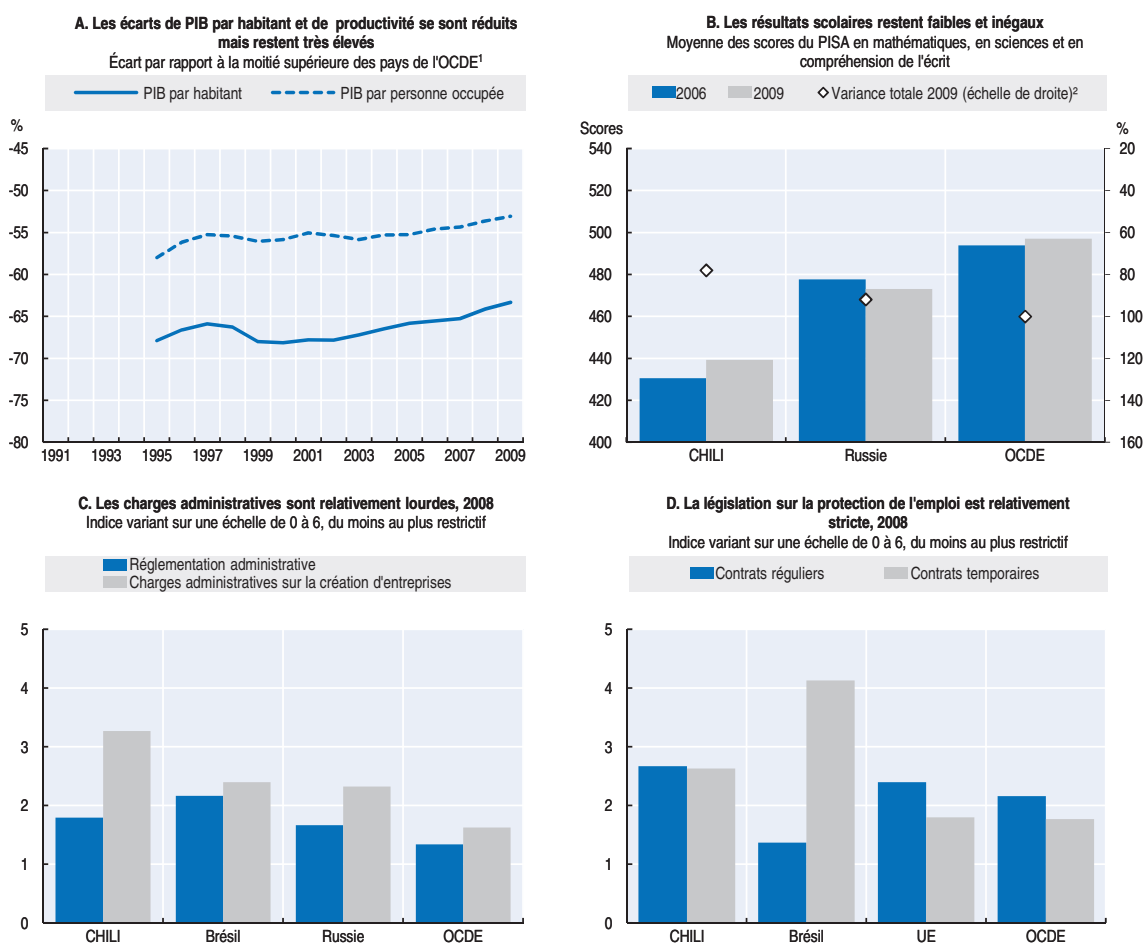 A. Les écarts de PIB par habitant et de productivité se sont réduits
mais restent très élevés
Écart par rapport à la moitié supérieure des pays de l'OCDE¹
PIB par habitant
PIB par personne occupée
%
-45
-50
-55
-60
-65
-70
-75
-80
1991
1993
1995
1997
1999
2001
2003
2005
2007
2009
B. Les résultats scolaires restent faibles et inégaux
Moyenne des scores du PISA en mathématiques, en sciences et en
compréhension de l'écrit
2006
2009
Variance totale 2009 (échelle de droite)²
Scores
%
540
520
500
480
460
440
420
400
20
40
60
80
100
120
140
160
CHILI
Russie
OCDE
C. Les charges administratives sont relativement lourdes, 2008
Indice variant sur une échelle de 0 à 6, du moins au plus restrictif
Réglementation administrative
Charges administratives sur la création d'entreprises
5
4
3
2
1
0
CHILI
Brésil
Russie
OCDE
D. La législation sur la protection de l'emploi est relativement
stricte, 2008
Indice variant sur une échelle de 0 à 6, du moins au plus restrictif
Contrats réguliers
Contrats temporaires
5
4
3
2
1
0
CHILI
Brésil
UE
OCDE